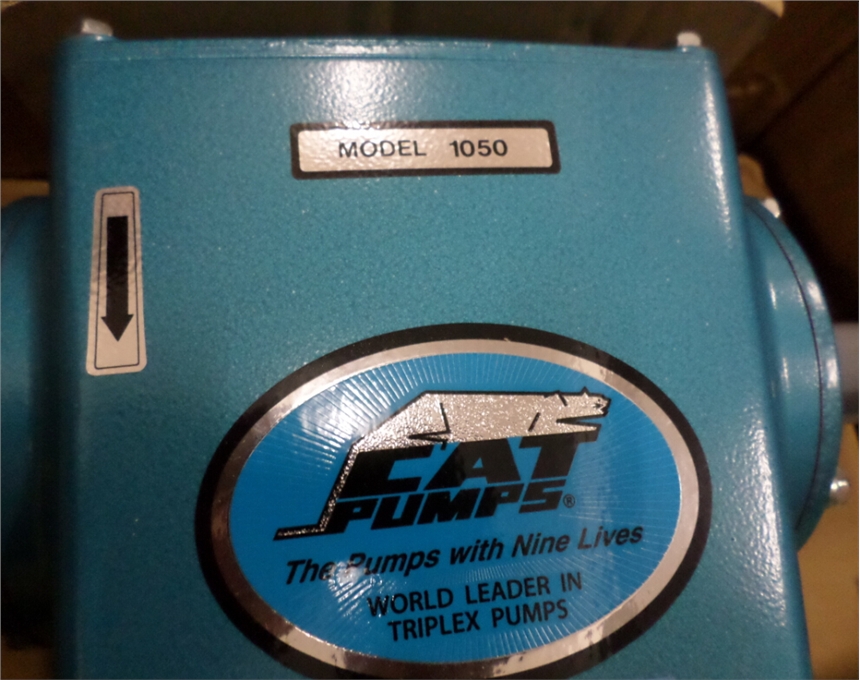 MODEL 1050
CAT
PUMPS®
The Pumps with Nine Lives
WORLD LEADER IN
TRIPLEX PUMPS